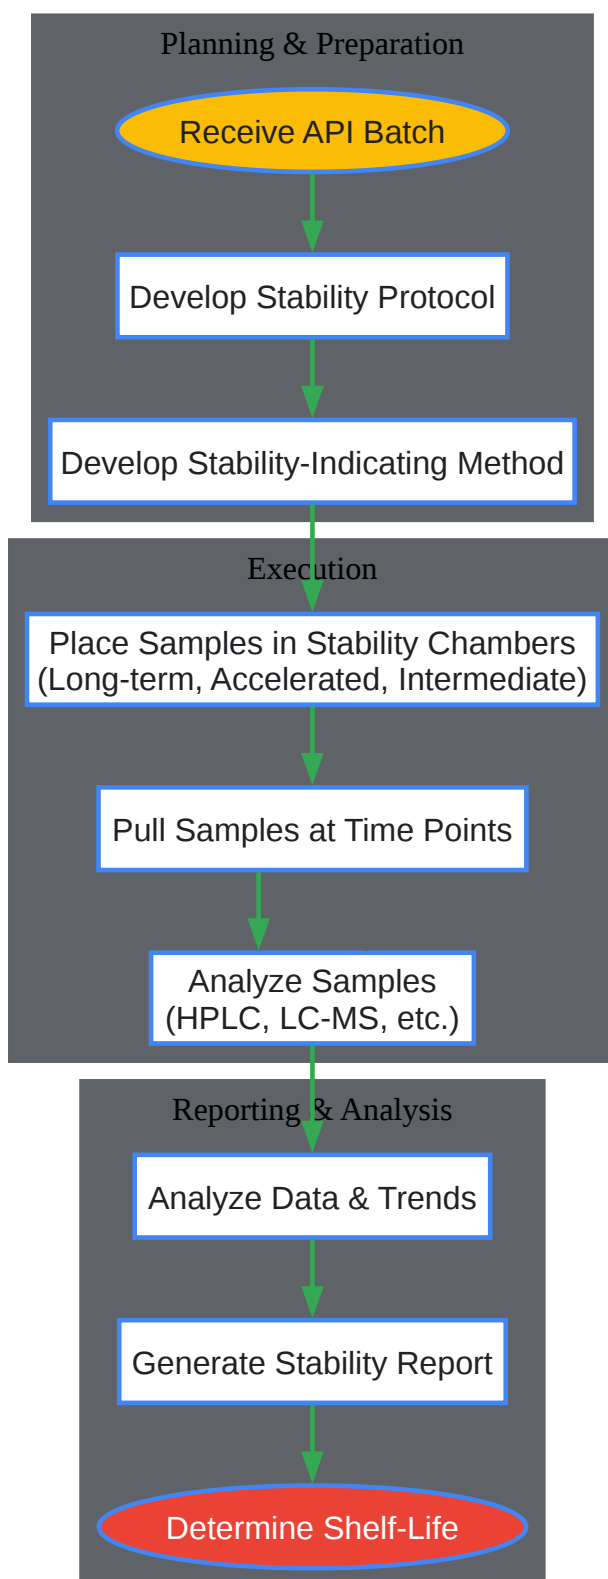 Planning & Preparation
Receive API Batch
Develop Stability Protocol
Develop Stability-Indicating Method
Execution
Place Samples in Stability Chambers
(Long-term, Accelerated, Intermediate)
Pull Samples at Time Points
Analyze Samples
(HPLC, LC-MS, etc.)
Reporting & Analysis
Analyze Data & Trends
Generate Stability Report
Determine Shelf-Life